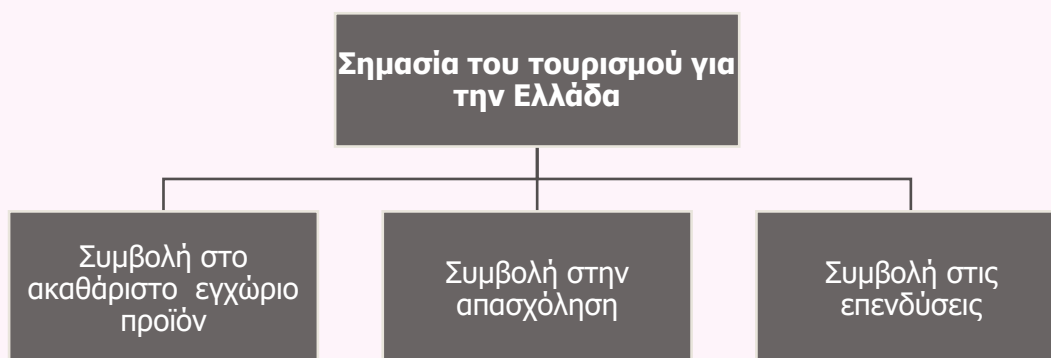 Σημασία του τουρισμού για
την Ελλάδα
Συμβολή στο
ακαθάριστο εγχώριο
προϊόν
Συμβολή στην
απασχόληση
Συμβολή στις
επενδύσεις